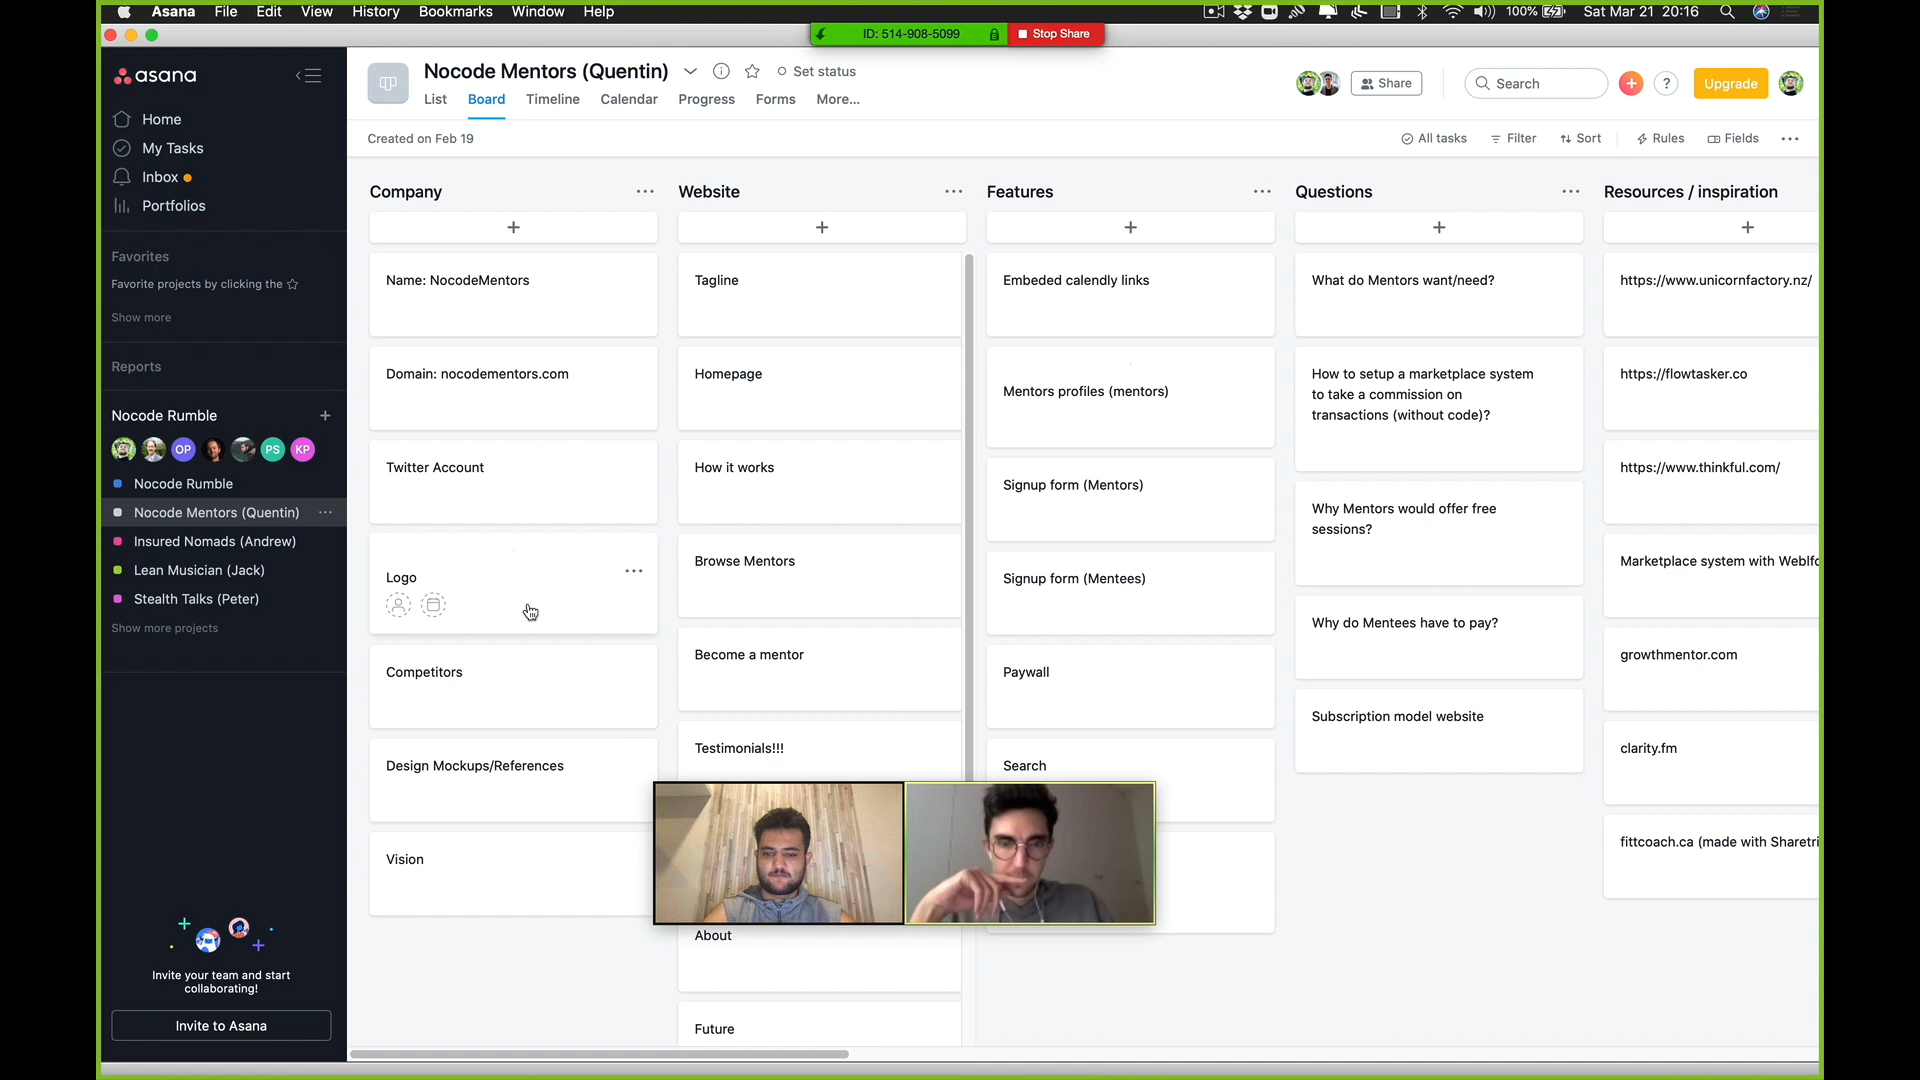 Asana File Edit View History Bookmarks Window Help
100% Sat Mar 21 20:16
ID: 514-908-5099 Stop Share
asana
Home
My Tasks
Inbox
Portfolios
Favorites
Favorite projects by clicking the
Show more
Reports
Nocode Rumble +
OP PS KP
Nocode Rumble
Nocode Mentors (Quentin) ...
Insured Nomads (Andrew)
Lean Musician (Jack)
Stealth Talks (Peter)
Show more projects
Invite your team and start
collaborating!
Invite to Asana
Nocode Mentors (Quentin) Set status
List Board Timeline Calendar Progress Forms More...
Share Search + ? Upgrade
Created on Feb 19
All tasks Filter Sort Rules Fields ...
Company ...
+
Name: NocodeMentors
Domain: nocodementors.com
Twitter Account
Logo ...
Competitors
Design Mockups/References
Vision
Website ...
+
Tagline
Homepage
How it works
Browse Mentors
Become a mentor
Testimonials!!!
About
Future
Features ...
+
Embeded calendly links
Mentors profiles (mentors)
Signup form (Mentors)
Signup form (Mentees)
Paywall
Search
Questions ...
+
What do Mentors want/need?
How to setup a marketplace system
to take a commission on
transactions (without code)?
Why Mentors would offer free
sessions?
Why do Mentees have to pay?
Subscription model website
Resources / inspiration
+
https://www.unicornfactory.nz/
https://flowtasker.co
https://www.thinkful.com/
Marketplace system with Weblfo
growthmentor.com
clarity.fm
fittcoach.ca (made with Sharetri